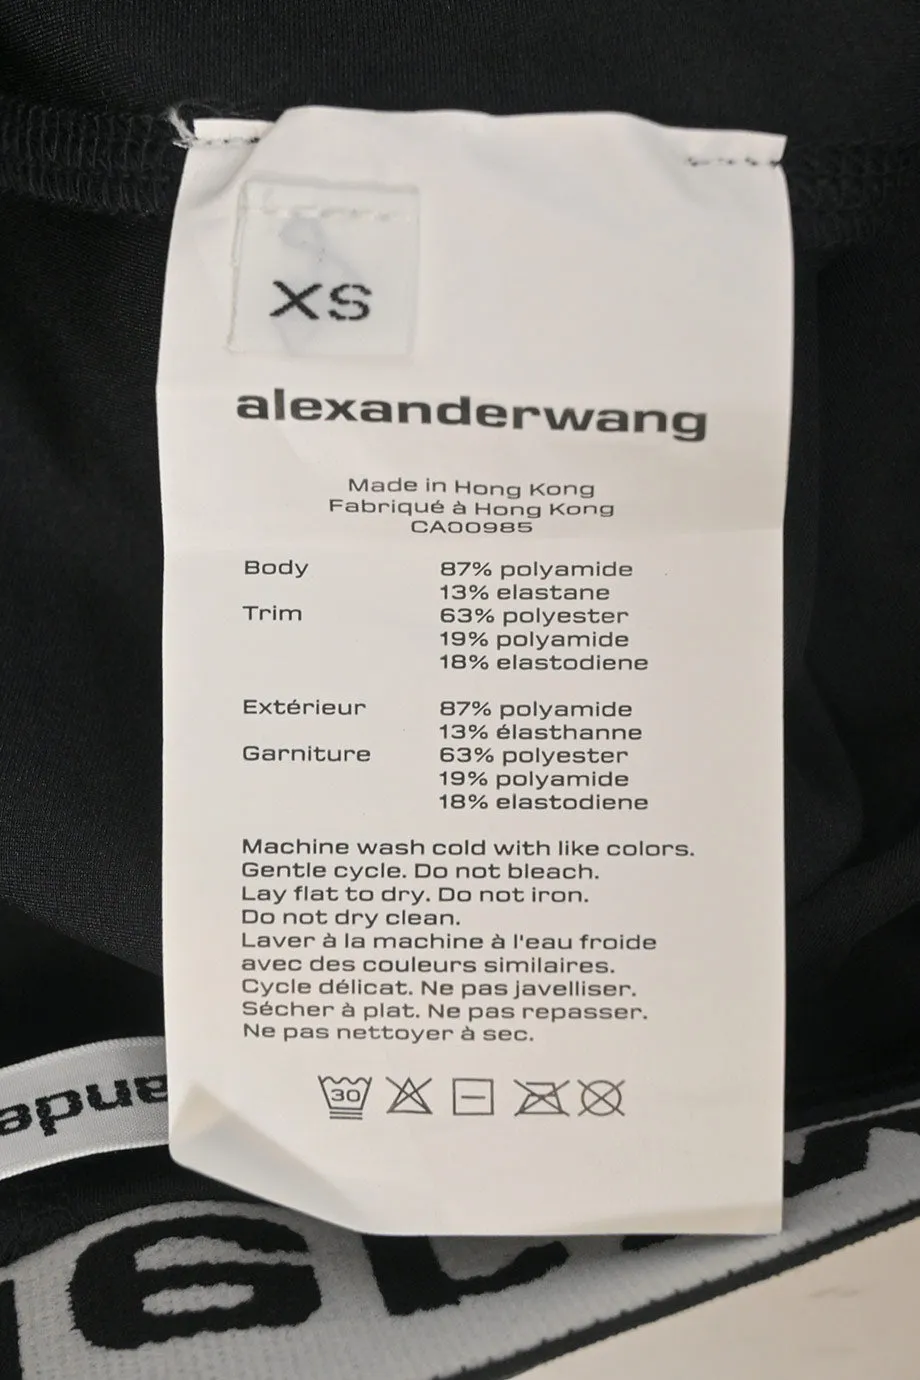 XS
alexanderwang
Made in Hong Kong
Fabriqué à Hong Kong
CA00985
Body 87% polyamide
13% elastane
Trim 63% polyester
19% polyamide
18% elastodiene
Extérieur 87% polyamide
13% élasthanne
Garniture 63% polyester
19% polyamide
18% elastodiene
Machine wash cold with like colors.
Gentle cycle. Do not bleach.
Lay flat to dry. Do not iron.
Do not dry clean.
Laver à la machine à l'eau froide
avec des couleurs similaires.
Cycle délicat. Ne pas javelliser.
Sécher à plat. Ne pas repasser.
Ne pas nettoyer à sec.
30